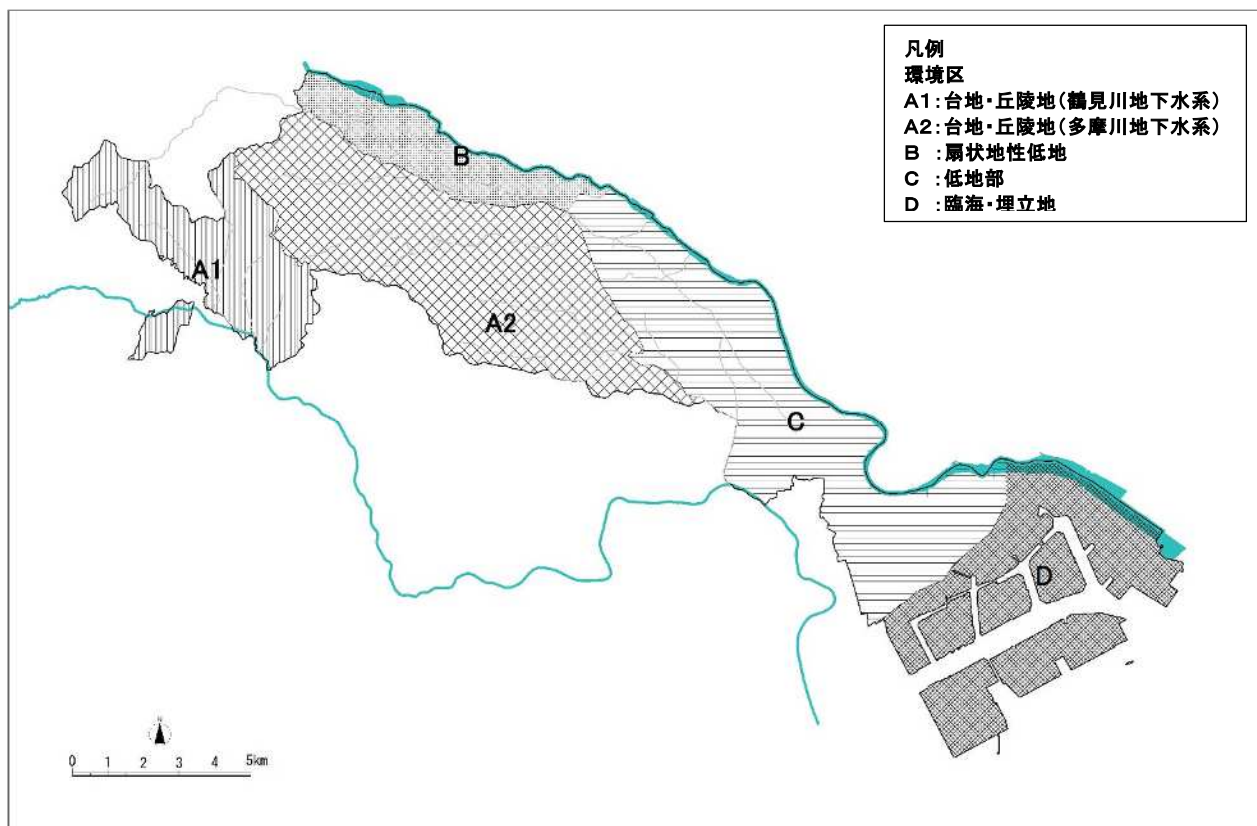 凡例
環境区
A1:台地・丘陵地(鶴見川地下水系)
A2:台地・丘陵地(多摩川地下水系)
B :扇状地性低地
C :低地部
D :臨海・埋立地
B
A1
A2
C
D
N
0 1 2 3 4 5km